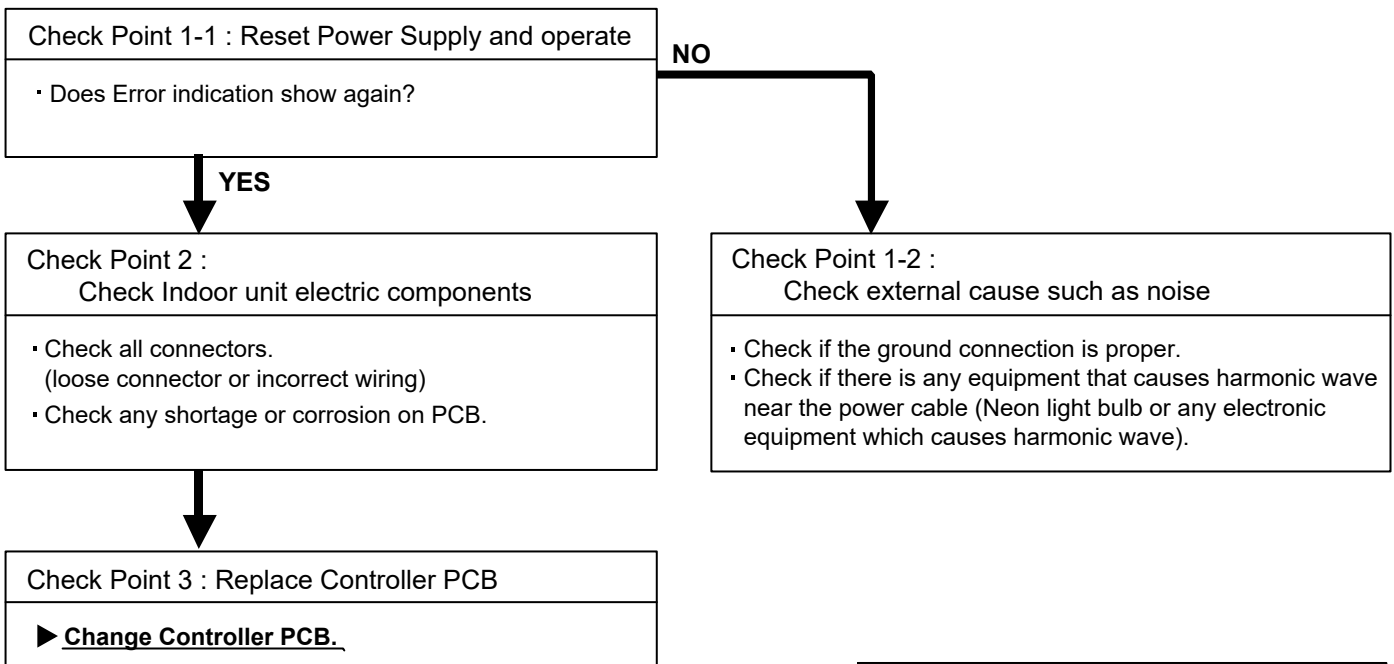 Check Point 1-1 : Reset Power Supply and operate
・Does Error indication show again?
NO
YES
Check Point 2 :
Check Indoor unit electric components
・Check all connectors.
(loose connector or incorrect wiring)
・Check any shortage or corrosion on PCB.
Check Point 1-2 :
Check external cause such as noise
・Check if the ground connection is proper.
・Check if there is any equipment that causes harmonic wave
near the power cable (Neon light bulb or any electronic
equipment which causes harmonic wave).
Check Point 3 : Replace Controller PCB
▶Change Controller PCB.